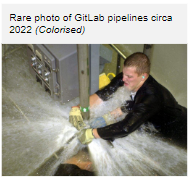 Rare photo of GitLab pipelines circa
2022 (Colorised)